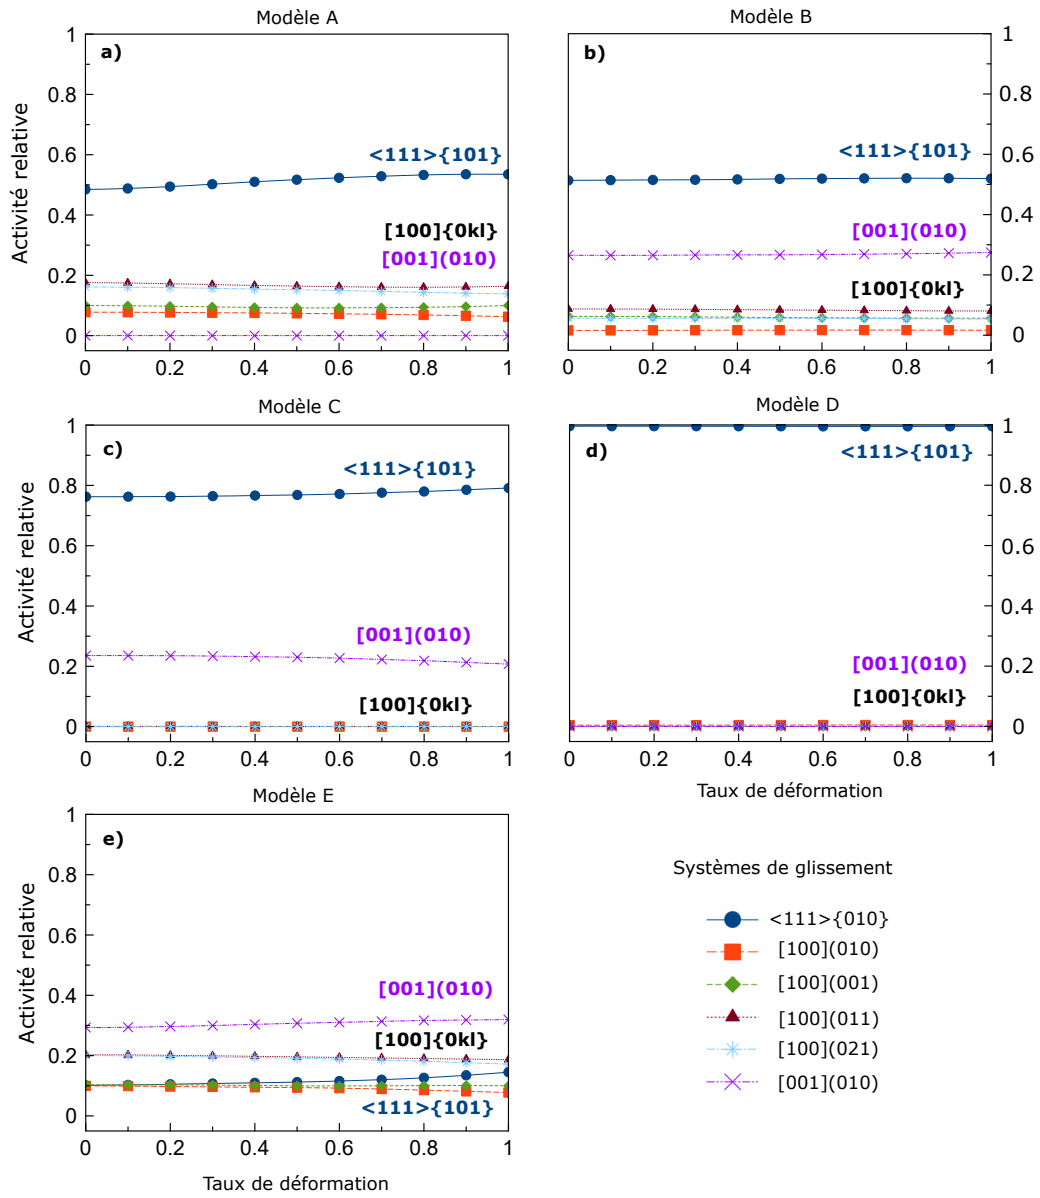 Modèle A
a)
1
0.8
0.6
0.4
0.2
0
Activité relative
<111>{101}
[100]{0kl}
[001](010)
0 0.2 0.4 0.6 0.8 1
Modèle B
b)
1
0.8
0.6
0.4
0.2
0
<111>{101}
[001](010)
[100]{0kl}
0 0.2 0.4 0.6 0.8 1
Modèle C
c)
1
0.8
0.6
0.4
0.2
0
Activité relative
<111>{101}
[001](010)
[100]{0kl}
0 0.2 0.4 0.6 0.8 1
Modèle D
d)
1
0.8
0.6
0.4
0.2
0
<111>{101}
[001](010)
[100]{0kl}
0 0.2 0.4 0.6 0.8 1
Taux de déformation
Modèle E
e)
1
0.8
0.6
0.4
0.2
0
Activité relative
[001](010)
[100]{0kl}
<111>{101}
0 0.2 0.4 0.6 0.8 1
Taux de déformation
Systèmes de glissement
<111>{010}
[100](010)
[100](001)
[100](011)
[100](021)
[001](010)